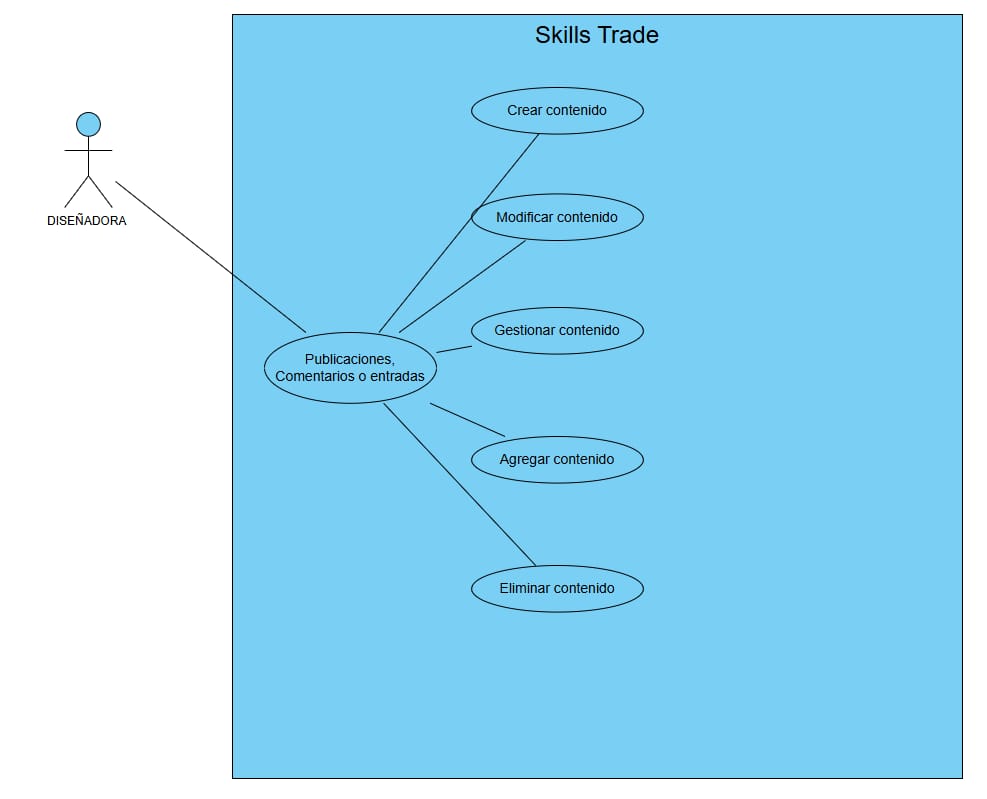 Skills Trade
Crear contenido
DISEÑADORA
Modificar contenido
Gestionar contenido
Publicaciones,
Comentarios o entradas
Agregar contenido
Eliminar contenido